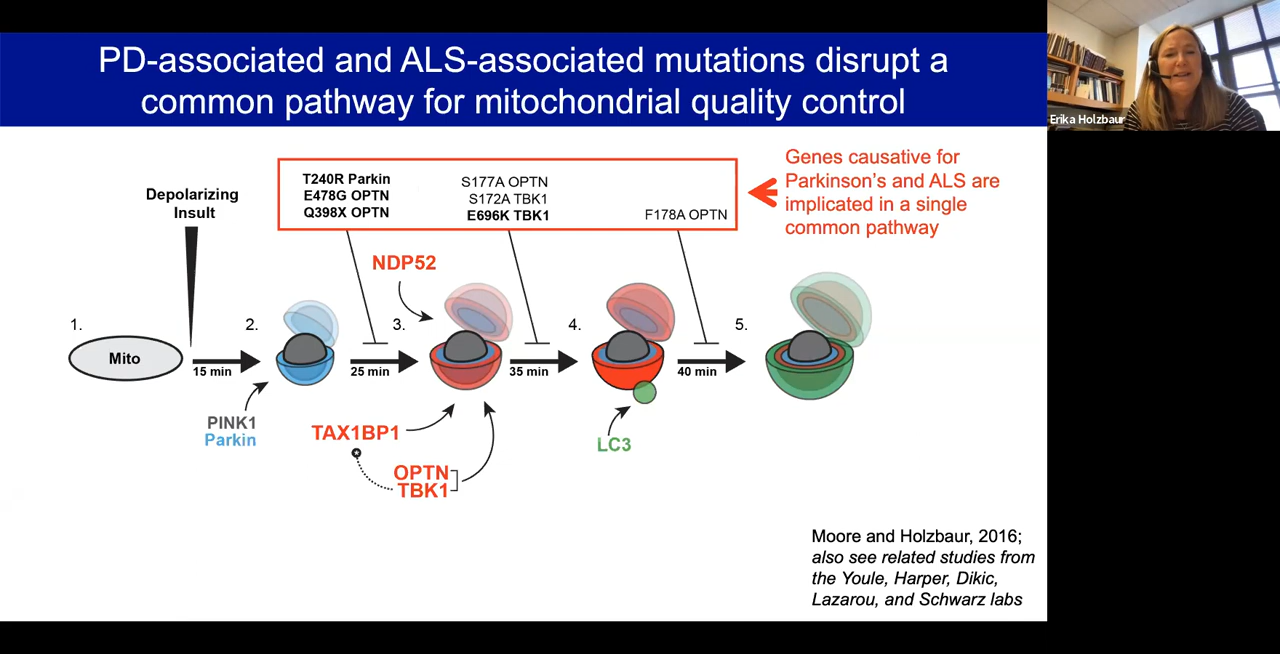 PD-associated and ALS-associated mutations disrupt a
common pathway for mitochondrial quality control
Erika Holzbaur
Genes causative for
Parkinson's and ALS are
implicated in a single
common pathway
T240R Parkin
E478G OPTN
Q398X OPTN
S177A OPTN
S172A TBK1
E696K TBK1
F178A OPTN
Depolarizing
Insult
NDP52
1.
2.
3.
4.
5.
Mito
15 min
25 min
35 min
40 min
PINK1
Parkin
TAX1BP1
OPTN
TBK1
LC3
Moore and Holzbaur, 2016;
also see related studies from
the Youle, Harper, Dikic,
Lazarou, and Schwarz labs